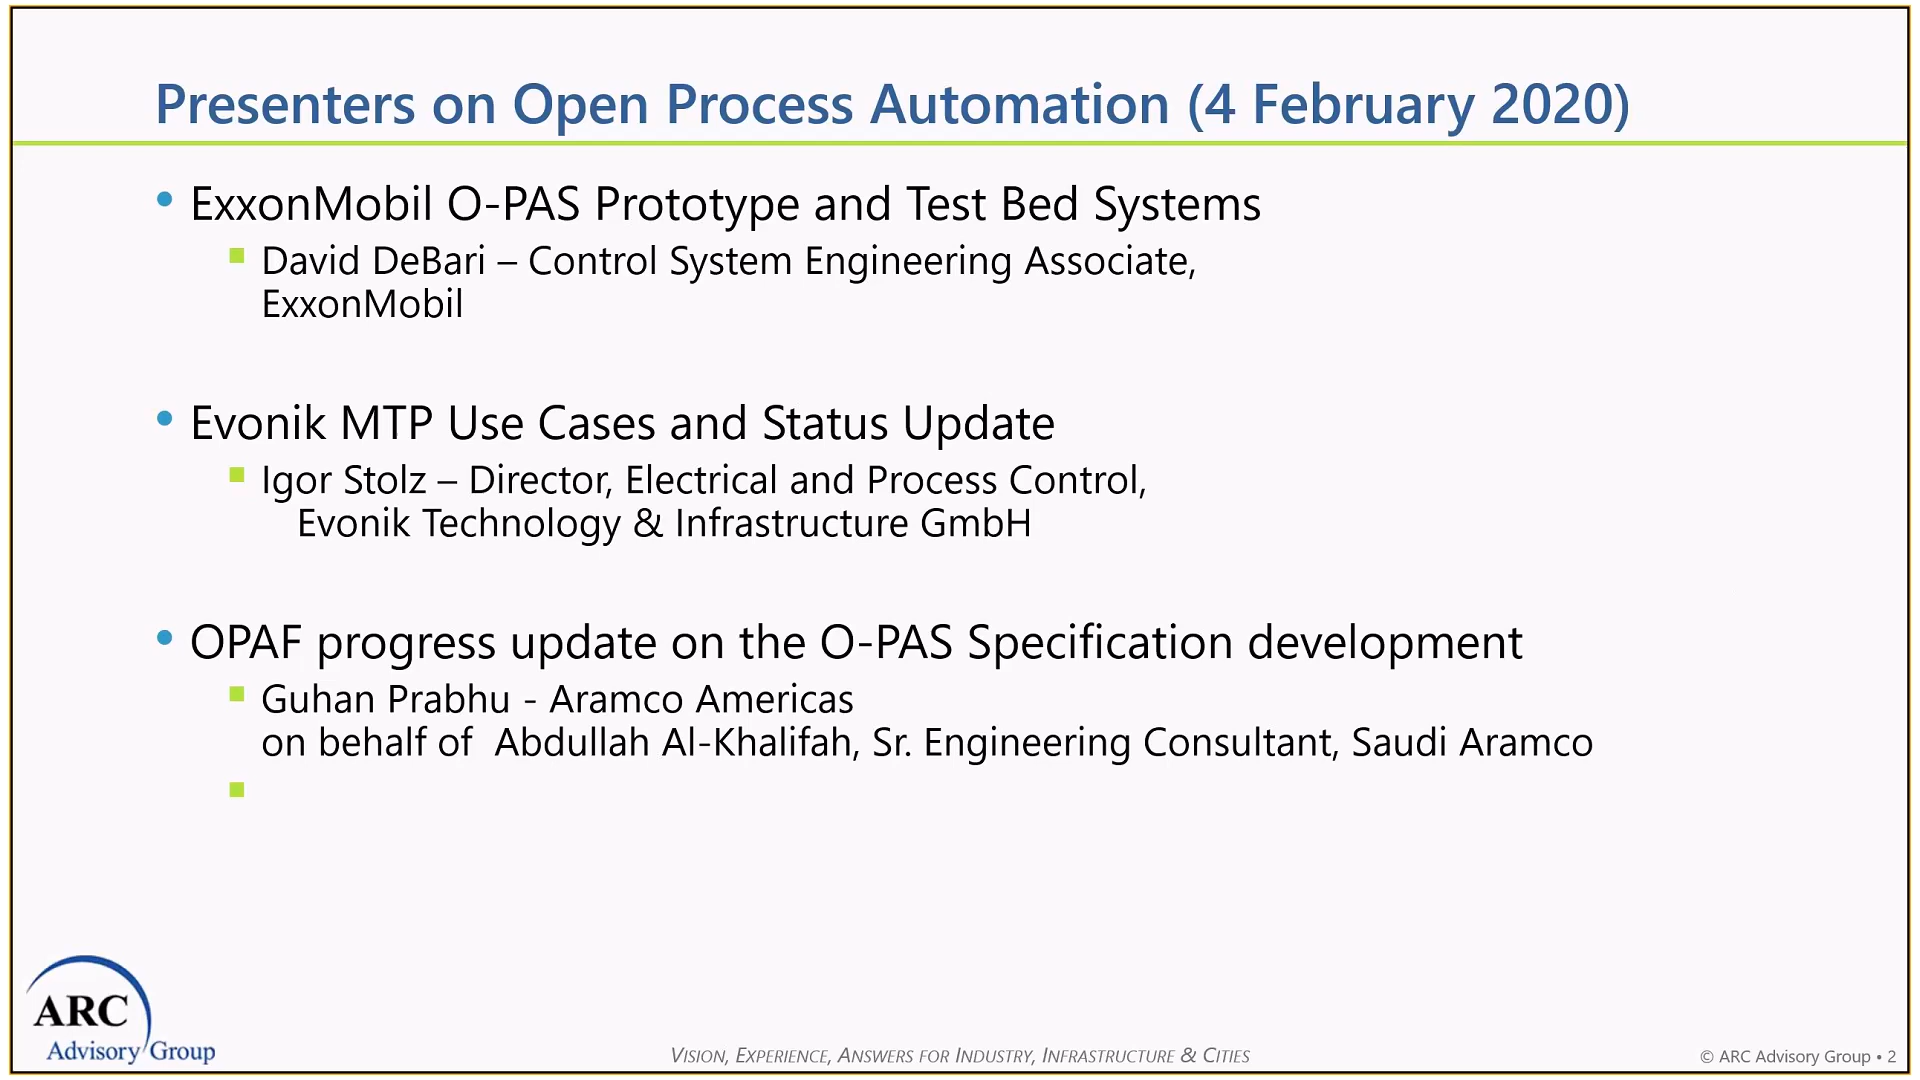 Presenters on Open Process Automation (4 February 2020)
• ExxonMobil O-PAS Prototype and Test Bed Systems
▪ David DeBari – Control System Engineering Associate,
ExxonMobil
• Evonik MTP Use Cases and Status Update
▪ Igor Stolz – Director, Electrical and Process Control,
Evonik Technology & Infrastructure GmbH
• OPAF progress update on the O-PAS Specification development
▪ Guhan Prabhu - Aramco Americas
on behalf of  Abdullah Al-Khalifah, Sr. Engineering Consultant, Saudi Aramco
▪
ARC
Advisory Group
VISION, EXPERIENCE, ANSWERS FOR INDUSTRY, INFRASTRUCTURE & CITIES
© ARC Advisory Group • 2